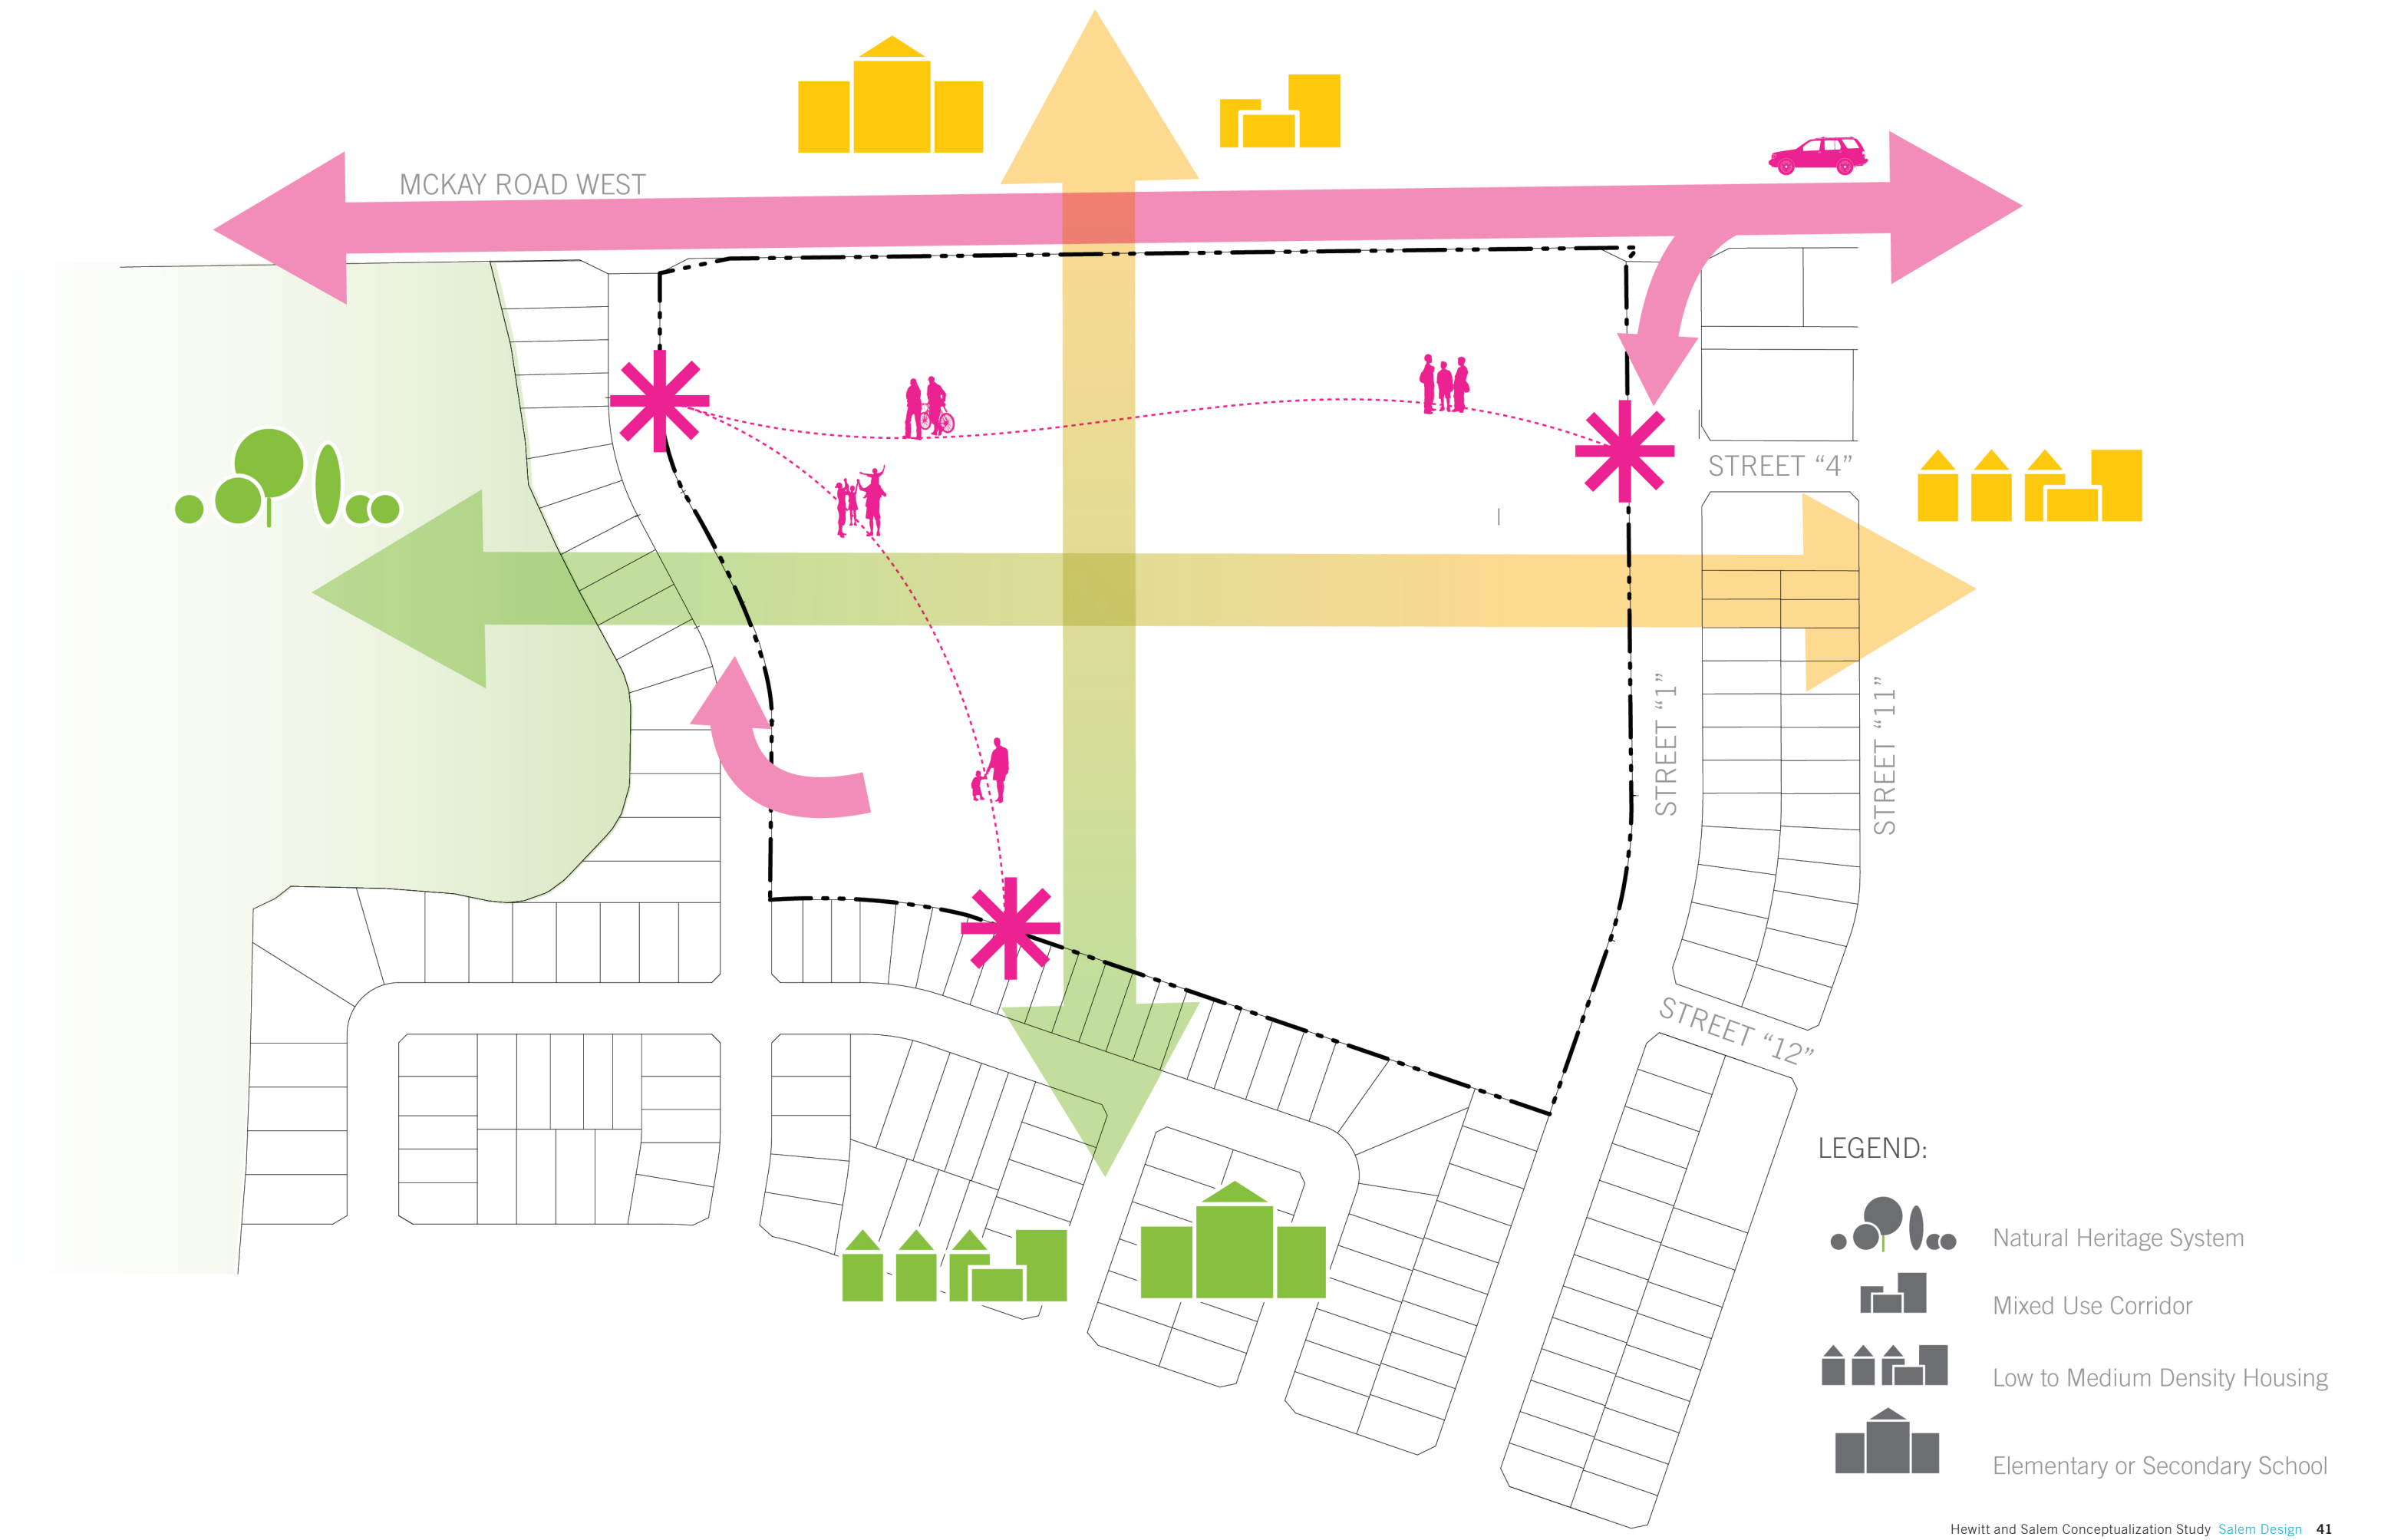 MCKAY ROAD WEST
STREET “4”
STREET “1”
STREET “11”
STREET “12”
LEGEND:
Natural Heritage System
Mixed Use Corridor
Low to Medium Density Housing
Elementary or Secondary School
Hewitt and Salem Conceptualization Study Salem Design 41